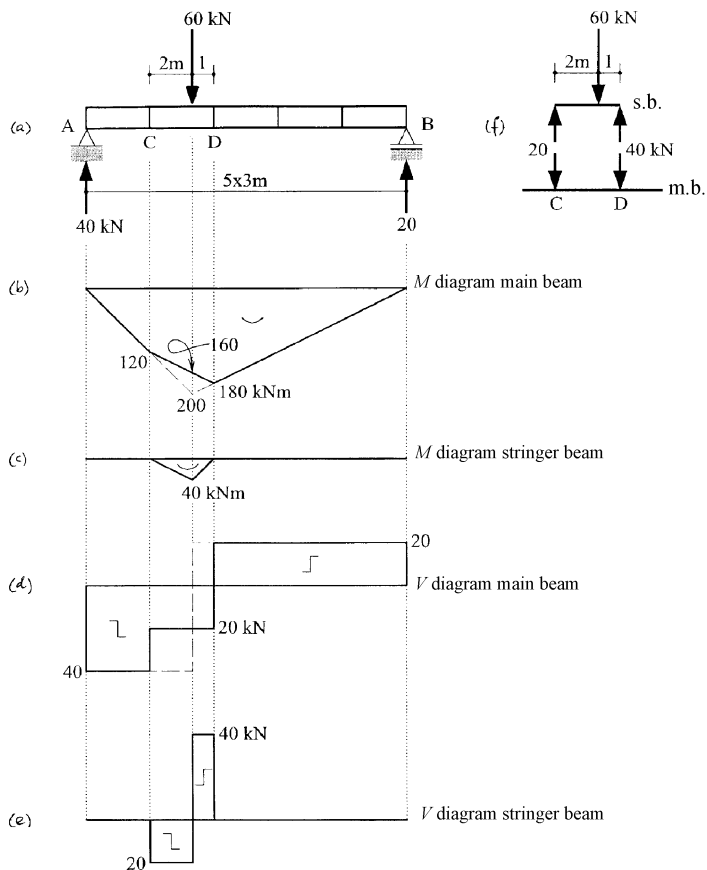 60 kN
2m 1
(a) A B
C D
5x3m
40 kN 20
60 kN
2m 1
(f) s.b.
20 40 kN
m.b.
C D
(b) M diagram main beam
160
120
180 kNm
200
(c) M diagram stringer beam
40 kNm
20
(d) V diagram main beam
20 kN
40
40 kN
(e) V diagram stringer beam
20